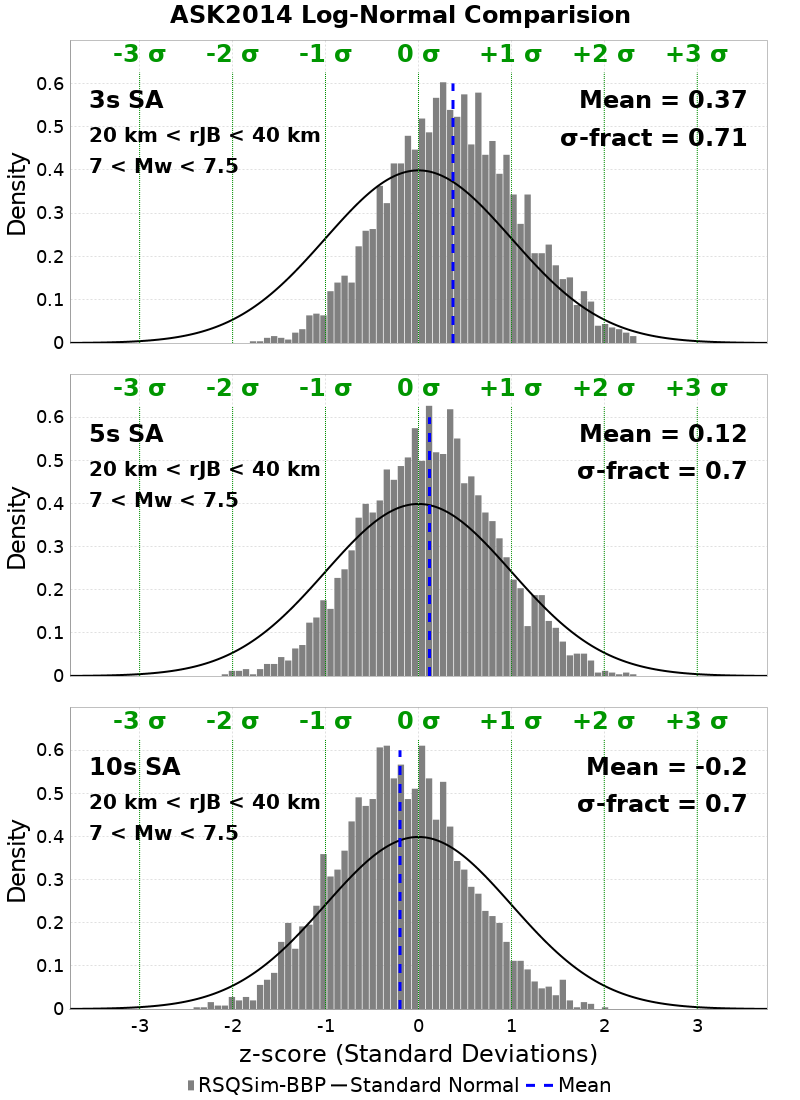 ASK2014 Log-Normal Comparision
-3 σ -2 σ -1 σ 0 σ +1 σ +2 σ +3 σ
0.6
3s SA Mean = 0.37
0.5
20 km < rJB < 40 km σ-fract = 0.71
7 < Mw < 7.5
0.4
0.3
0.2
0.1
0
Density
-3 σ -2 σ -1 σ 0 σ +1 σ +2 σ +3 σ
0.6
5s SA Mean = 0.12
0.5
20 km < rJB < 40 km σ-fract = 0.7
7 < Mw < 7.5
0.4
0.3
0.2
0.1
0
Density
-3 σ -2 σ -1 σ 0 σ +1 σ +2 σ +3 σ
0.6
10s SA Mean = -0.2
0.5
20 km < rJB < 40 km σ-fract = 0.7
7 < Mw < 7.5
0.4
0.3
0.2
0.1
0
Density
-3 -2 -1 0 1 2 3
z-score (Standard Deviations)
RSQSim-BBP Standard Normal Mean